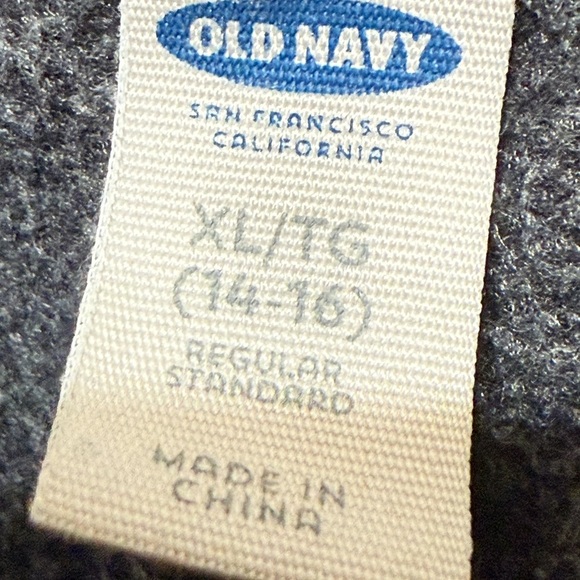 OLD NAVY
SAN FRANCISCO
CALIFORNIA
XL/TG
(14-16)
REGULAR
STANDARD
MADE IN
CHINA